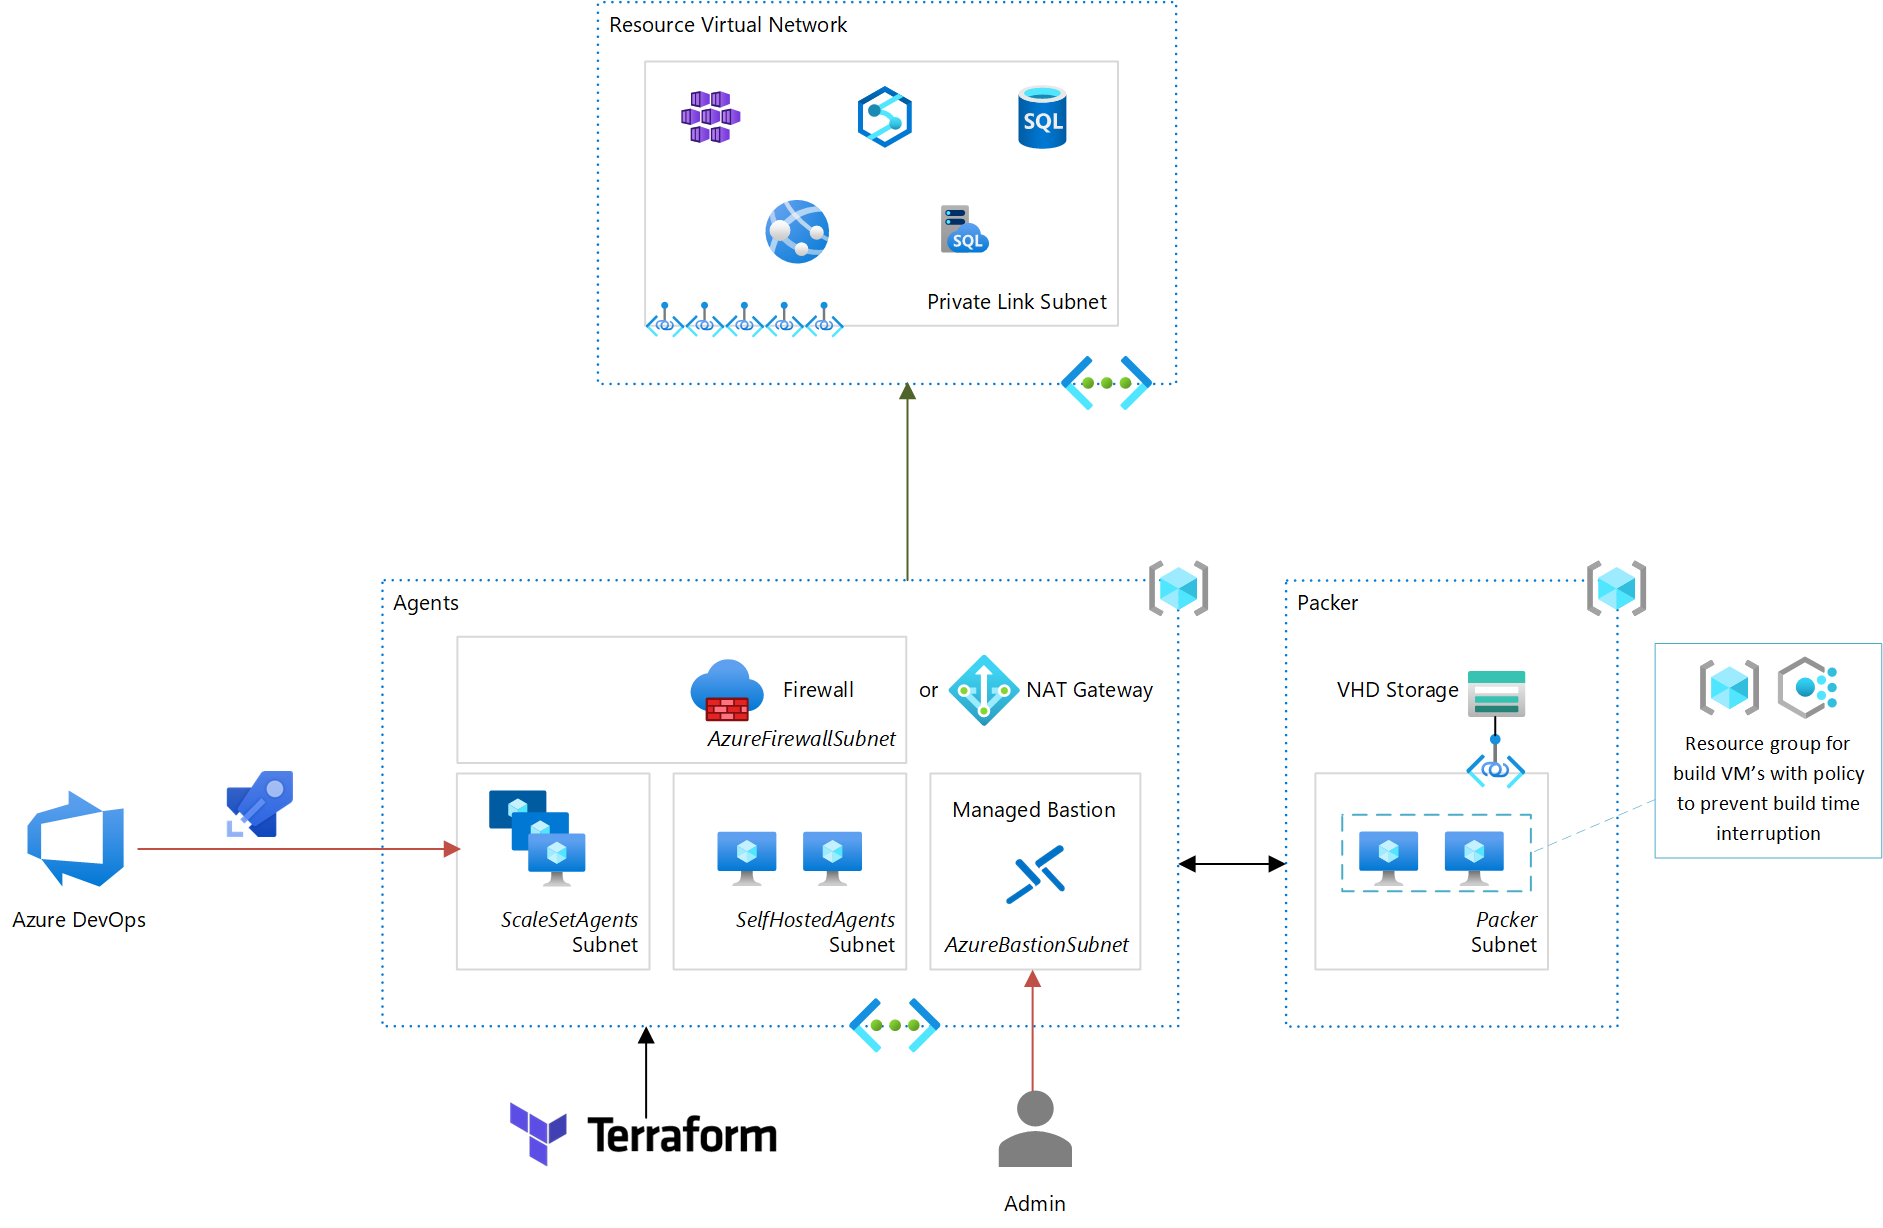 Resource Virtual Network
SQL
SQL
Private Link Subnet
Agents
Firewall
or
NAT Gateway
AzureFirewallSubnet
Packer
VHD Storage
Resource group for
build VM's with policy
to prevent build time
interruption
Azure DevOps
ScaleSetAgents
Subnet
SelfHostedAgents
Subnet
Managed Bastion
AzureBastionSubnet
Packer
Subnet
Terraform
Admin